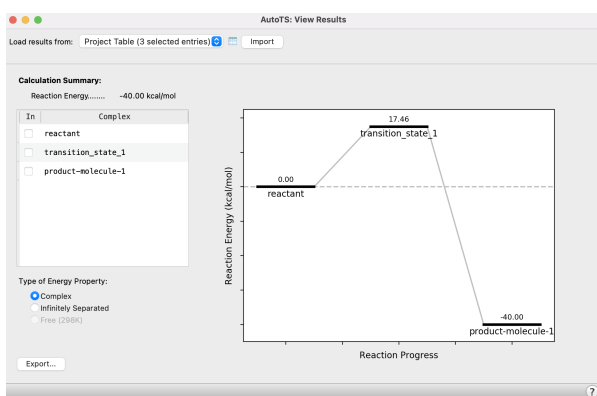 AutoTS: View Results
Load results from: Project Table (3 selected entries) Import
Calculation Summary:
Reaction Energy........ -40.00 kcal/mol
In Complex
reactant
transition_state_1
product-molecule-1
Type of Energy Property:
Complex
Infinitely Separated
Free (298K)
Export...
Reaction Energy (kcal/mol)
17.46
transition_state_1
0.00
reactant
-40.00
product-molecule-1
Reaction Progress
?